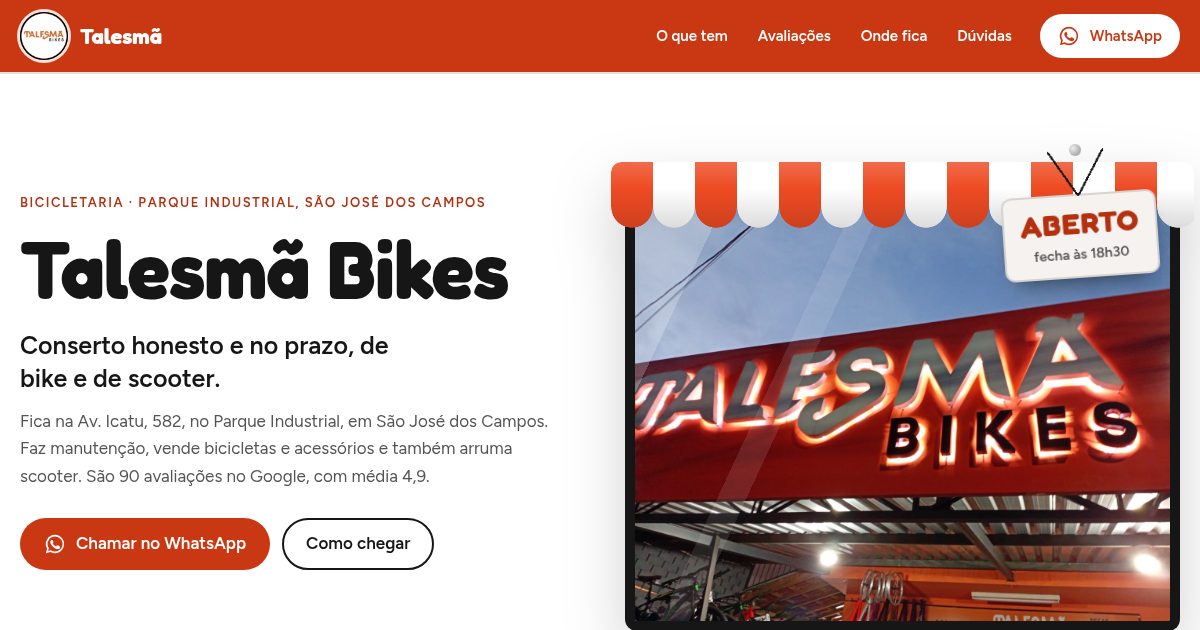 TALESMÃ
BIKES
Talesmã
O que tem
Avaliações
Onde fica
Dúvidas
WhatsApp
BICICLETARIA · PARQUE INDUSTRIAL, SÃO JOSÉ DOS CAMPOS
Talesmã Bikes
Conserto honesto e no prazo, de
bike e de scooter.
Fica na Av. Icatu, 582, no Parque Industrial, em São José dos Campos.
Faz manutenção, vende bicicletas e acessórios e também arruma
scooter. São 90 avaliações no Google, com média 4,9.
Chamar no WhatsApp
Como chegar
ABERTO
fecha às 18h30
TALESMÃ
BIKES